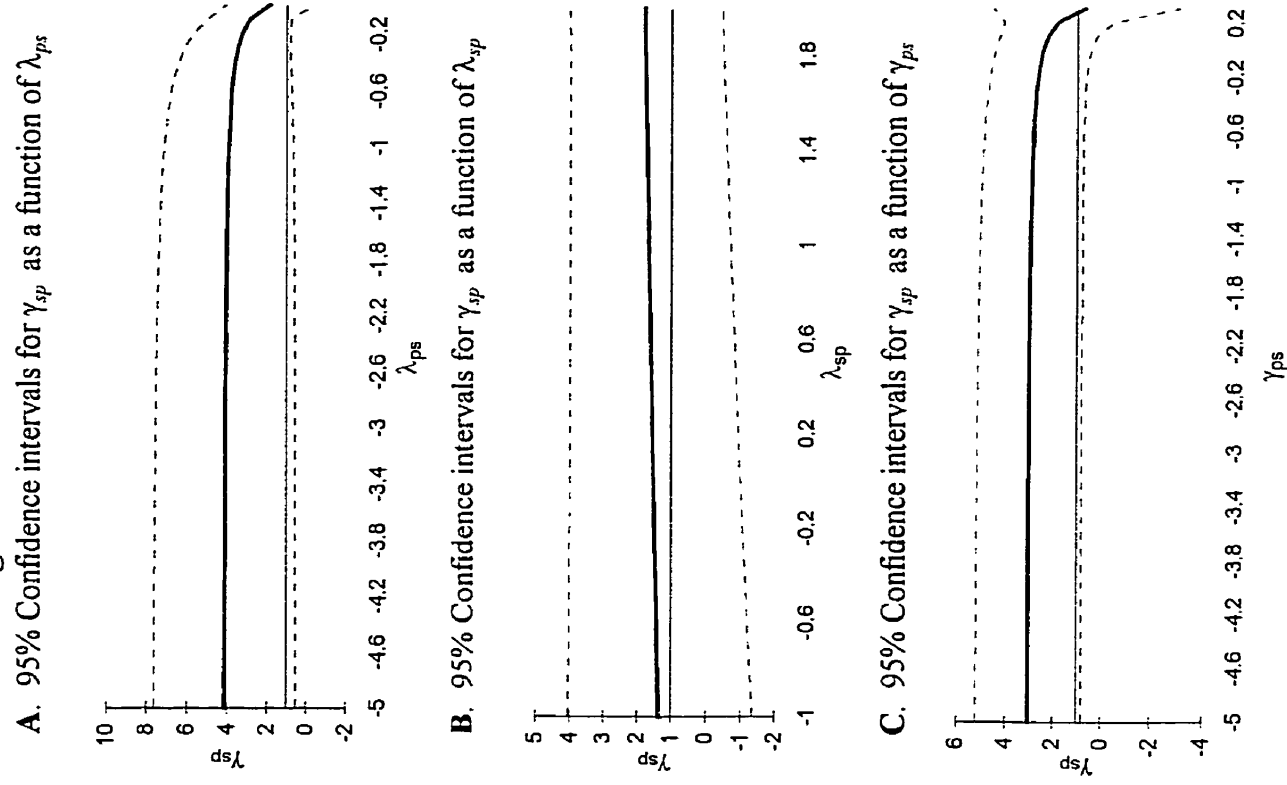 A. 95% Confidence intervals for γsp as a function of λps
10
8
6
4
2
0
-2
γsp
-5 -4.6 -4.2 -3.8 -3.4 -3 -2.6 -2.2 -1.8 -1.4 -1 -0.6 -0.2
λps
B. 95% Confidence intervals for γsp as a function of λsp
5
4
3
2
1
0
-1
-2
γsp
-1 -0.6 -0.2 0.2 0.6 1 1.4 1.8
λsp
C. 95% Confidence intervals for γsp as a function of γps
6
4
2
0
-2
-4
γsp
-5 -4.6 -4.2 -3.8 -3.4 -3 -2.6 -2.2 -1.8 -1.4 -1 -0.6 -0.2 0.2
γps